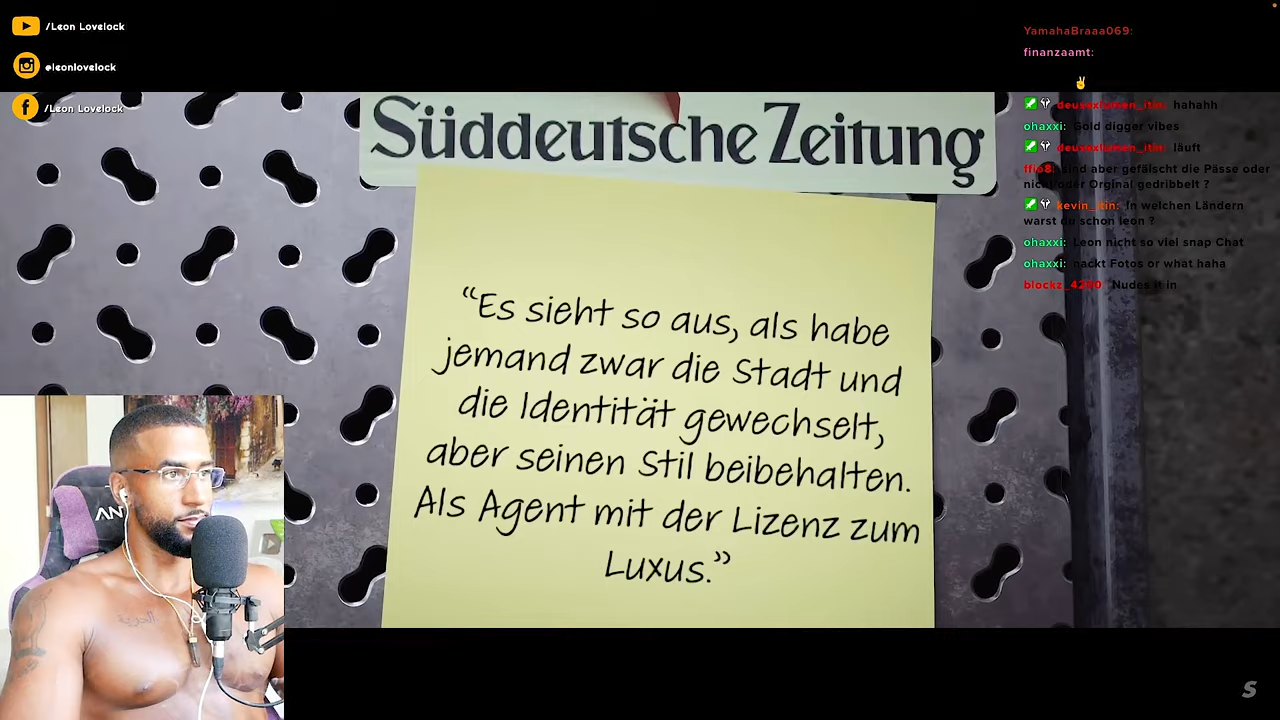 /Leon Lovelock
@leonlovelock
/Leon Lovelock
Süddeutsche Zeitung
“Es sieht so aus, als habe
jemand zwar die Stadt und
die Identität gewechselt,
aber seinen Stil beibehalten.
Als Agent mit der Lizenz zum
Luxus.”
YamahaBraaa069:
finanzaamt:
hahahh
ohaxxi: Gold digger vibes
läuft
sind aber gefälscht die Pässe oder
nicht oder Orginal gedribbelt ?
kevin_itin: In welchen Ländern
warst du schon leon ?
ohaxxi: Leon nicht so viel snap Chat
ohaxxi: nackt Fotos or what haha
blockz_4200 Nudes it in
AN
S